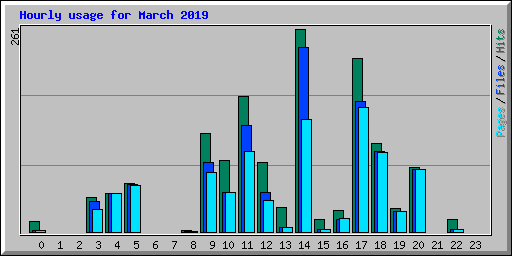 Hourly usage for March 2019
261
Pages / Files / Hits
0 1 2 3 4 5 6 7 8 9 10 11 12 13 14 15 16 17 18 19 20 21 22 23